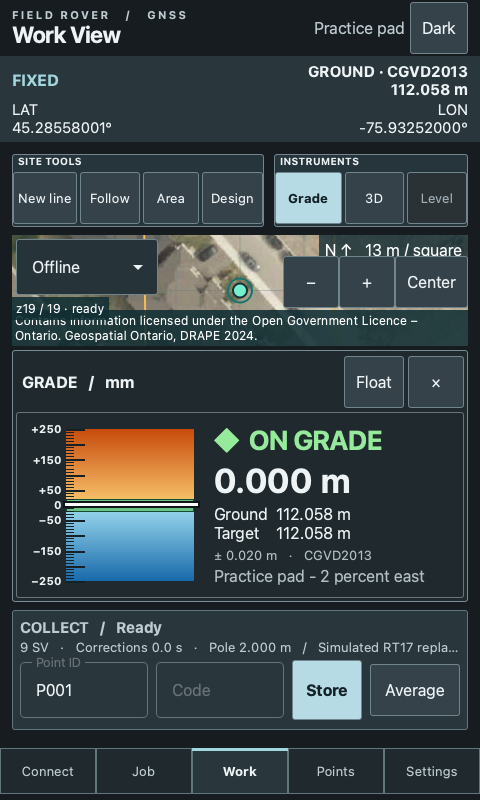 FIELD ROVER / GNSS
Work View
Practice pad
Dark
FIXED
GROUND · CGVD2013
112.058 m
LAT
45.28558001°
LON
-75.93252000°
SITE TOOLS
New line
Follow
Area
Design
INSTRUMENTS
Grade
3D
Level
Offline
N ↑ 13 m / square
−
+
Center
z19 / 19 · ready
Contains information licensed under the Open Government Licence –
Ontario. Geospatial Ontario, DRAPE 2024.
GRADE / mm
Float
×
+250
+150
+50
0
−50
−150
−250
ON GRADE
0.000 m
Ground 112.058 m
Target 112.058 m
± 0.020 m · CGVD2013
Practice pad - 2 percent east
COLLECT / Ready
9 SV · Corrections 0.0 s · Pole 2.000 m / Simulated RT17 repla...
Point ID
P001
Code
Store
Average
Connect
Job
Work
Points
Settings